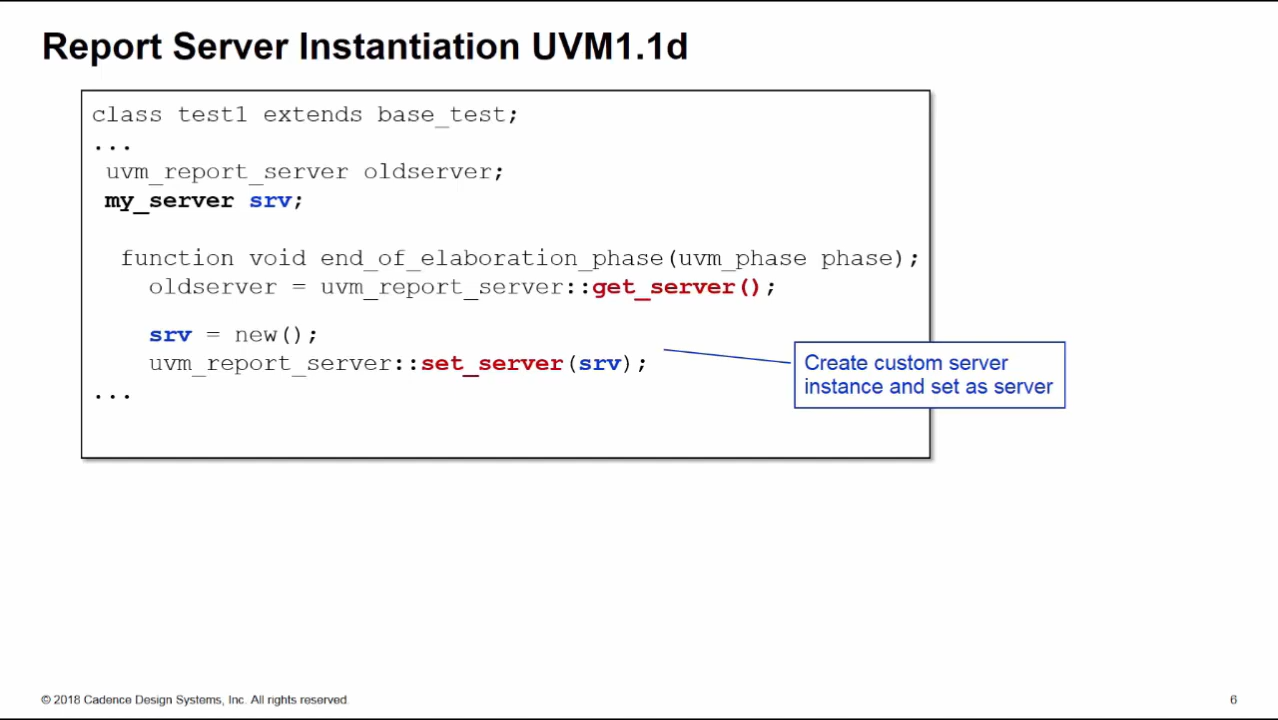 Report Server Instantiation UVM1.1d
class test1 extends base_test;
...
uvm_report_server oldserver;
my_server srv;
function void end_of_elaboration_phase(uvm_phase phase);
oldserver = uvm_report_server::get_server();
srv = new();
uvm_report_server::set_server(srv);
...
Create custom server
instance and set as server
© 2018 Cadence Design Systems, Inc. All rights reserved.
6